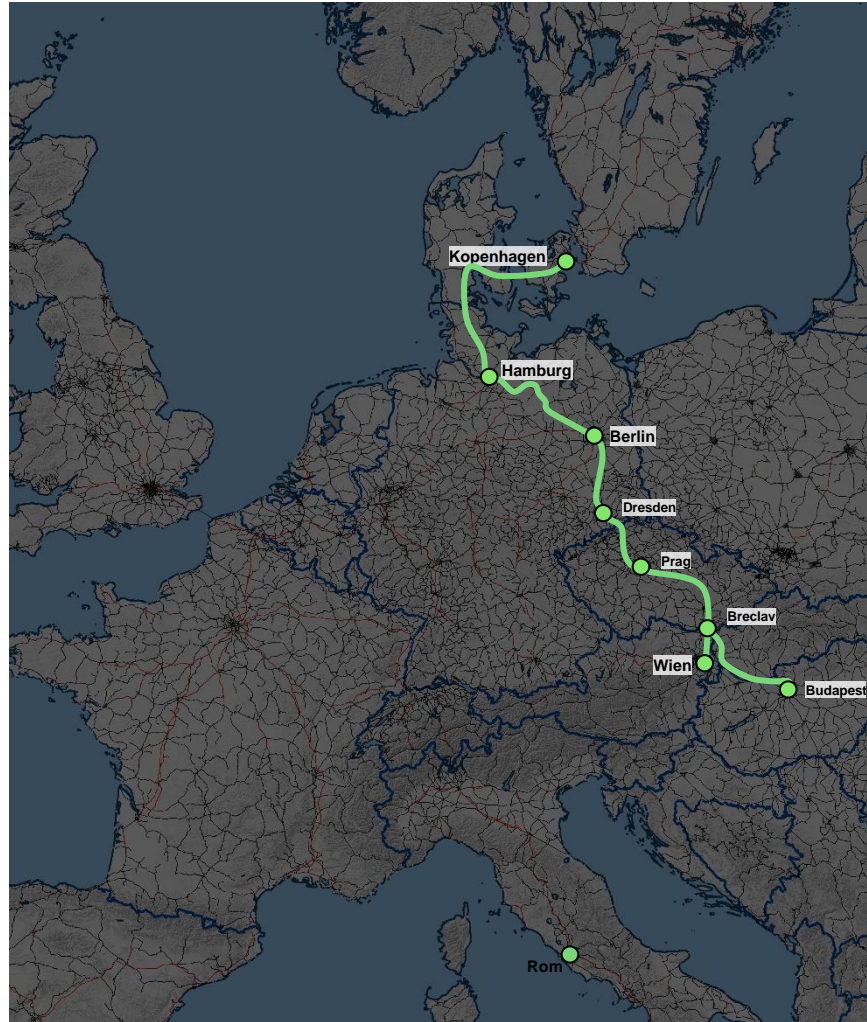 Kopenhagen
Hamburg
Berlin
Dresden
Prag
Breclav
Wien
Budapest
Rom